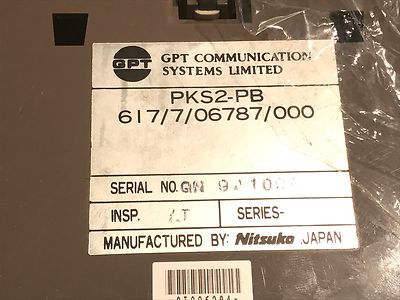 GPT
GPT COMMUNICATION
SYSTEMS LIMITED
PKS2-PB
617/7/06787/000
SERIAL NO. GN
INSP.
SERIES-
MANUFACTURED BY: Nitsuko JAPAN